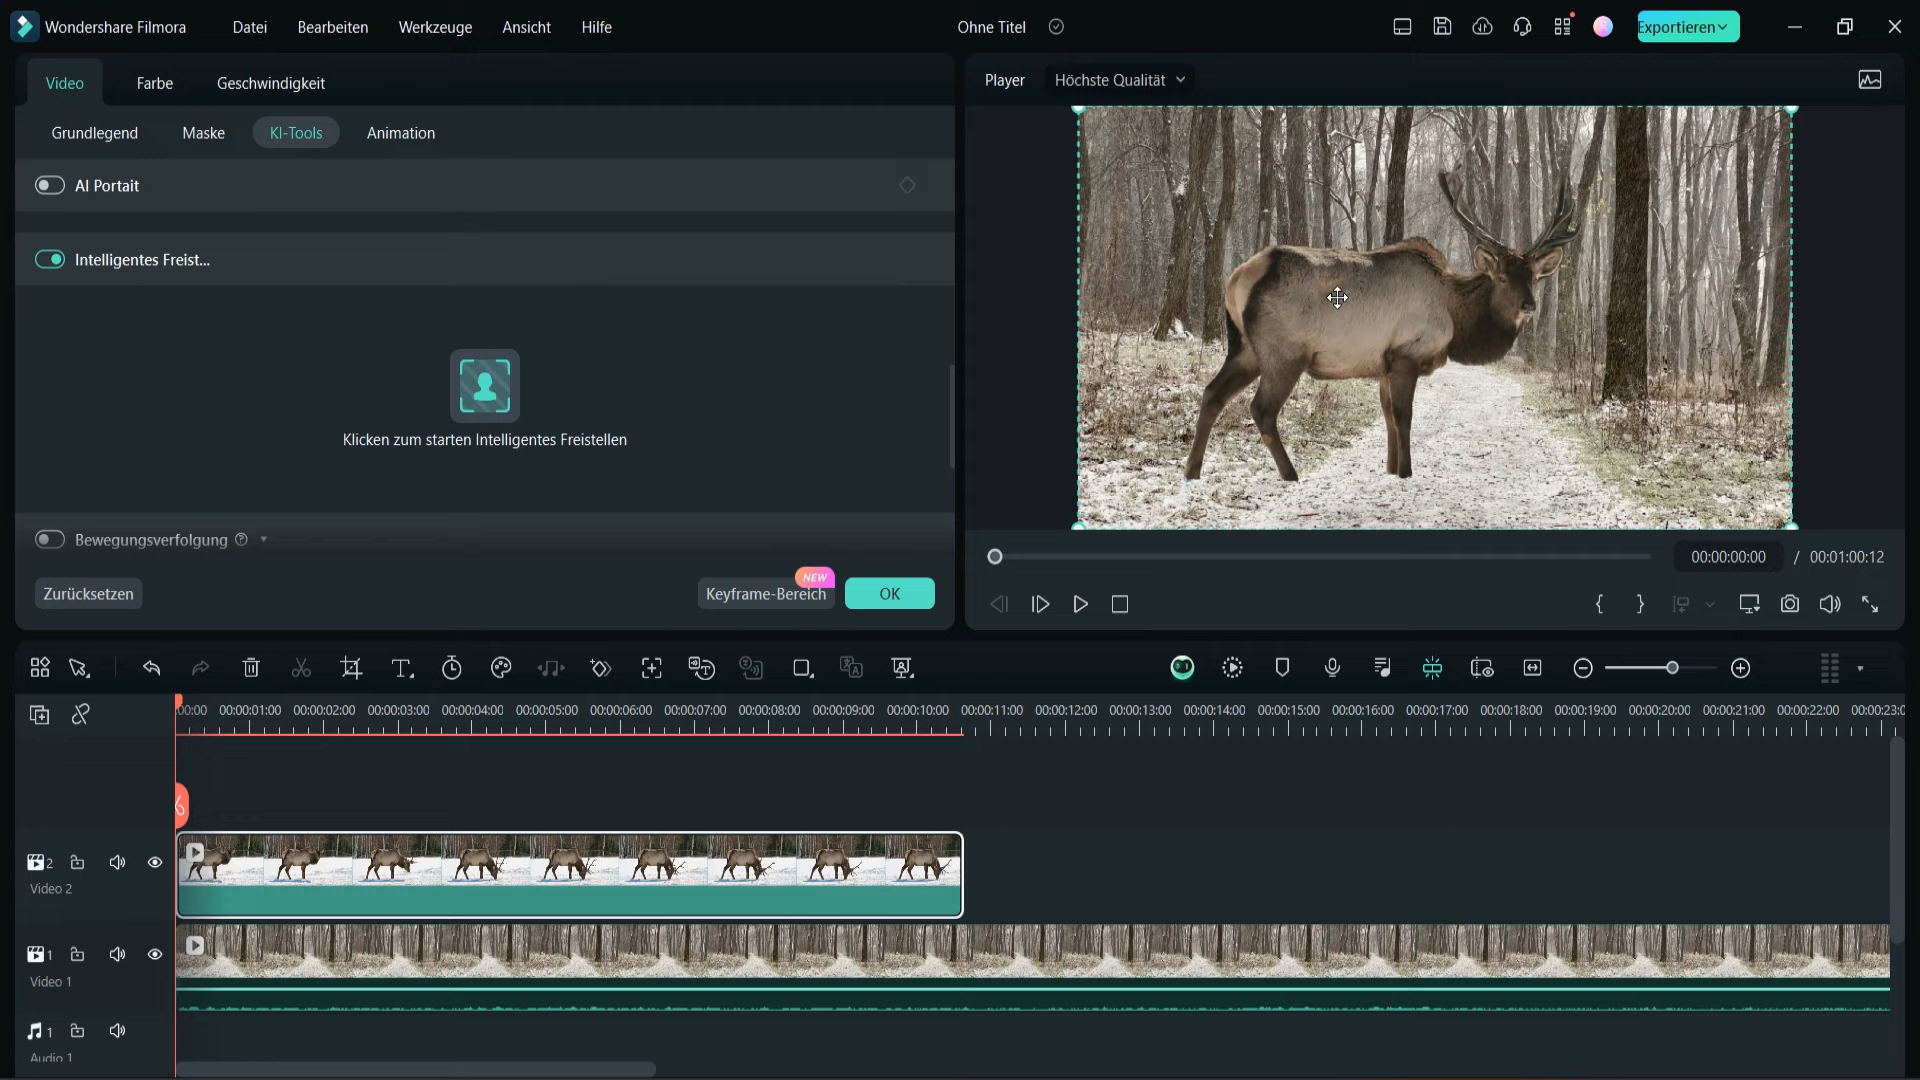 Wondershare Filmora
Datei
Bearbeiten
Werkzeuge
Ansicht
Hilfe
Ohne Titel
Exportieren
Video
Farbe
Geschwindigkeit
Grundlegend
Maske
KI-Tools
Animation
AI Portait
Intelligentes Freist...
Klicken zum starten Intelligentes Freistellen
Bewegungsverfolgung
Zurücksetzen
NEW
Keyframe-Bereich
OK
Player
Höchste Qualität
00:00:00:00 / 00:01:00:12
:00:00 00:00:01:00 00:00:02:00 00:00:03:00 00:00:04:00 00:00:05:00 00:00:06:00 00:00:07:00 00:00:08:00 00:00:09:00 00:00:10:00 00:00:11:00 00:00:12:00 00:00:13:00 00:00:14:00 00:00:15:00 00:00:16:00 00:00:17:00 00:00:18:00 00:00:19:00 00:00:20:00 00:00:21:00 00:00:22:00 00:00:23:0
2
Video 2
1
Video 1
1
Audio 1